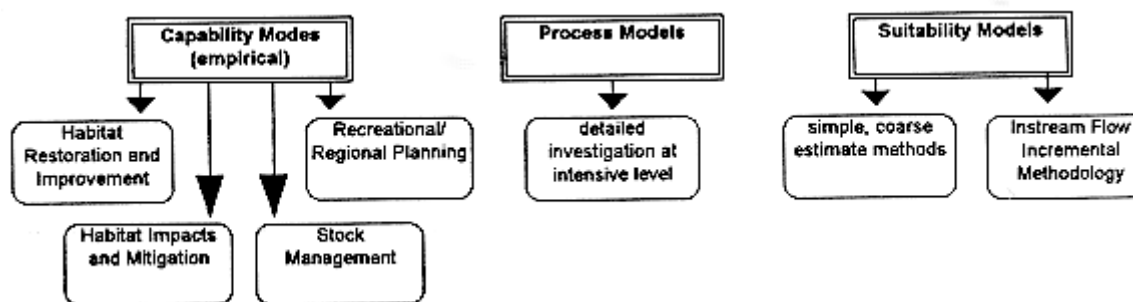 Capability Modes
(empirical)
Process Models
Suitability Models
Habitat
Restoration and
Improvement
Recreational/
Regional Planning
detailed
investigation at
intensive level
simple, coarse
estimate methods
Instream Flow
Incremental
Methodology
Habitat Impacts
and Mitigation
Stock
Management